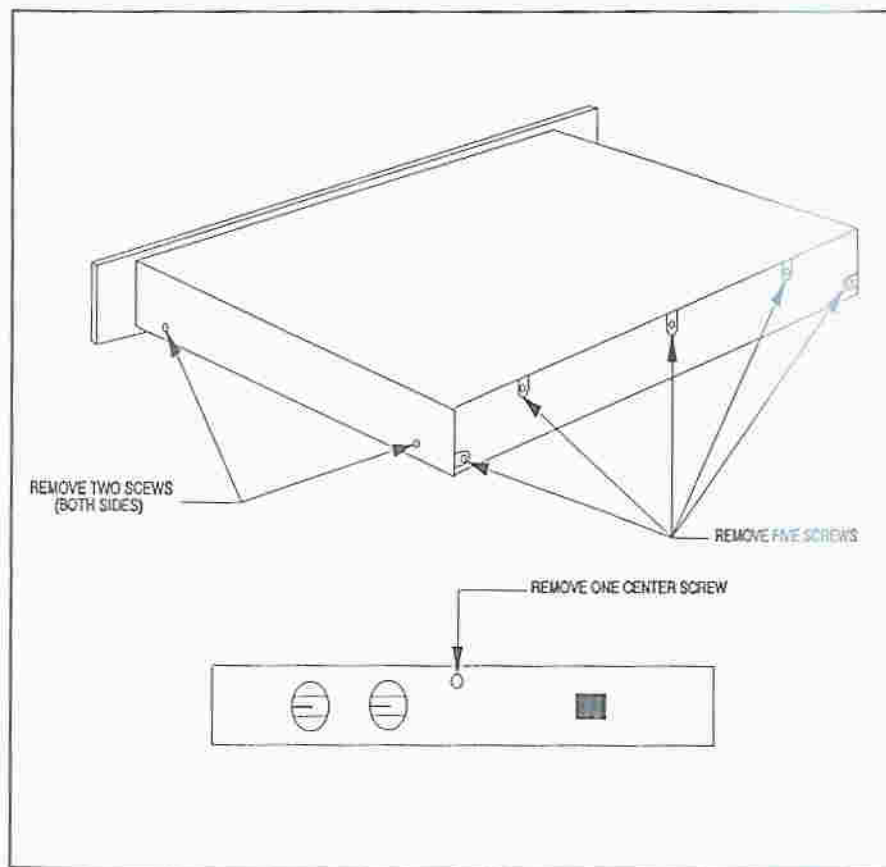 REMOVE TWO SCEWS
(BOTH SIDES)
REMOVE FIVE SCREWS
REMOVE ONE CENTER SCREW